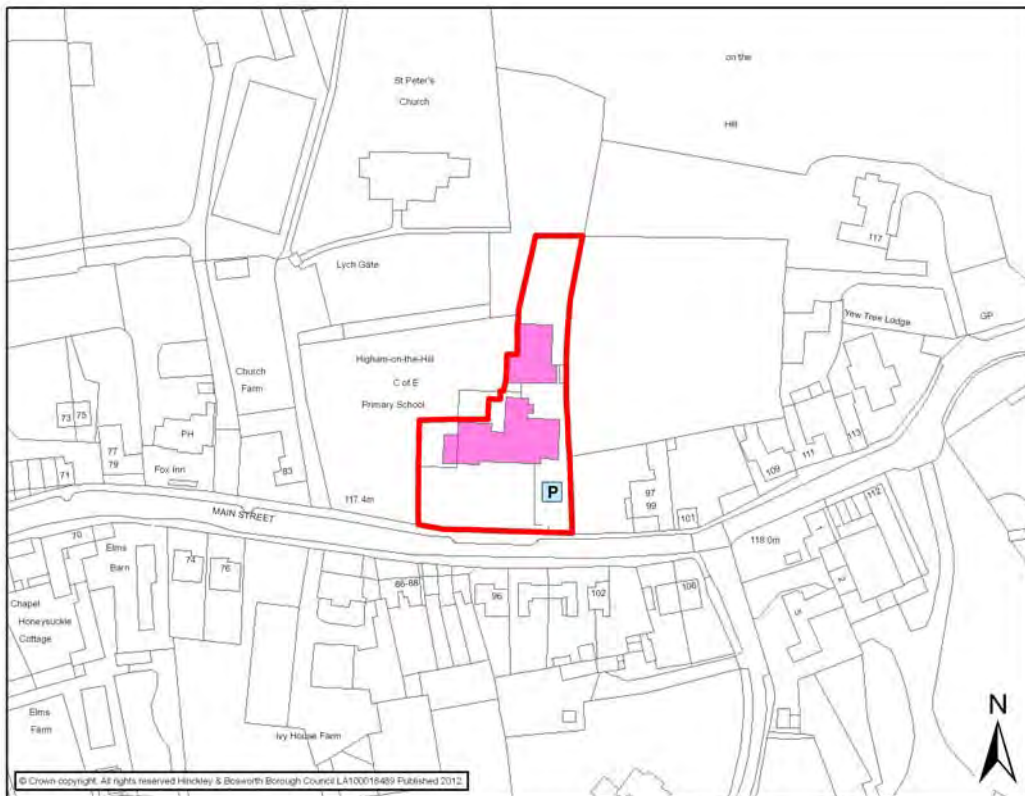 on the
Hill
St Peter's
Church
117
Lych Gate
Yew Tree Lodge
GP
Higham-on-the-Hill
C of E
Primary School
Church
Farm
73
75
PH
77
79
Fox Inn
71
83
117.4m
MAIN STREET
P
97
99
101
109
111
113
112
118.0m
1
2
5
70
Elms
Barn
74
76
86-88
96
102
106
Chapel
Honeysuckle
Cottage
Elms
Farm
Ivy House Farm
N
© Crown copyright. All rights reserved Hinckley & Bosworth Borough Council LA100018489 Published 2012